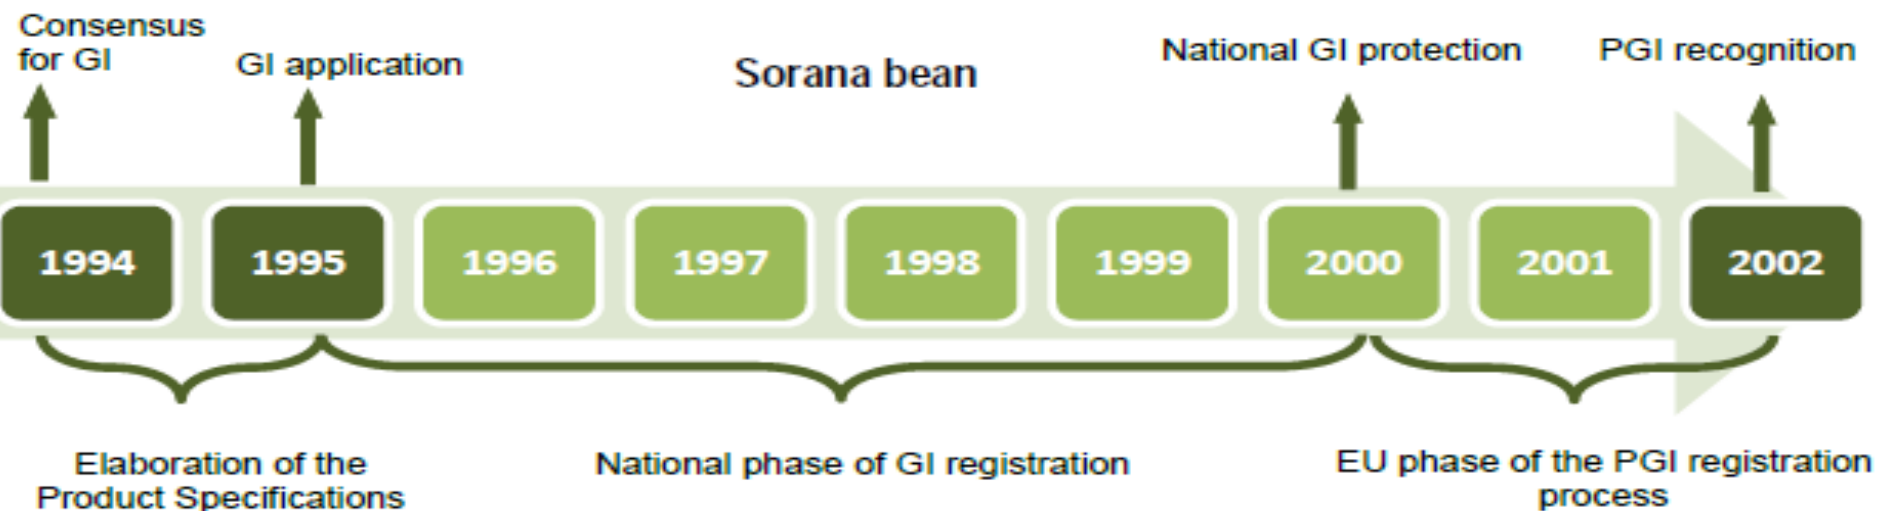 Consensus
for GI
GI application
Sorana bean
National GI protection
PGI recognition
1994
1995
1996
1997
1998
1999
2000
2001
2002
Elaboration of the
Product Specifications
National phase of GI registration
EU phase of the PGI registration
process